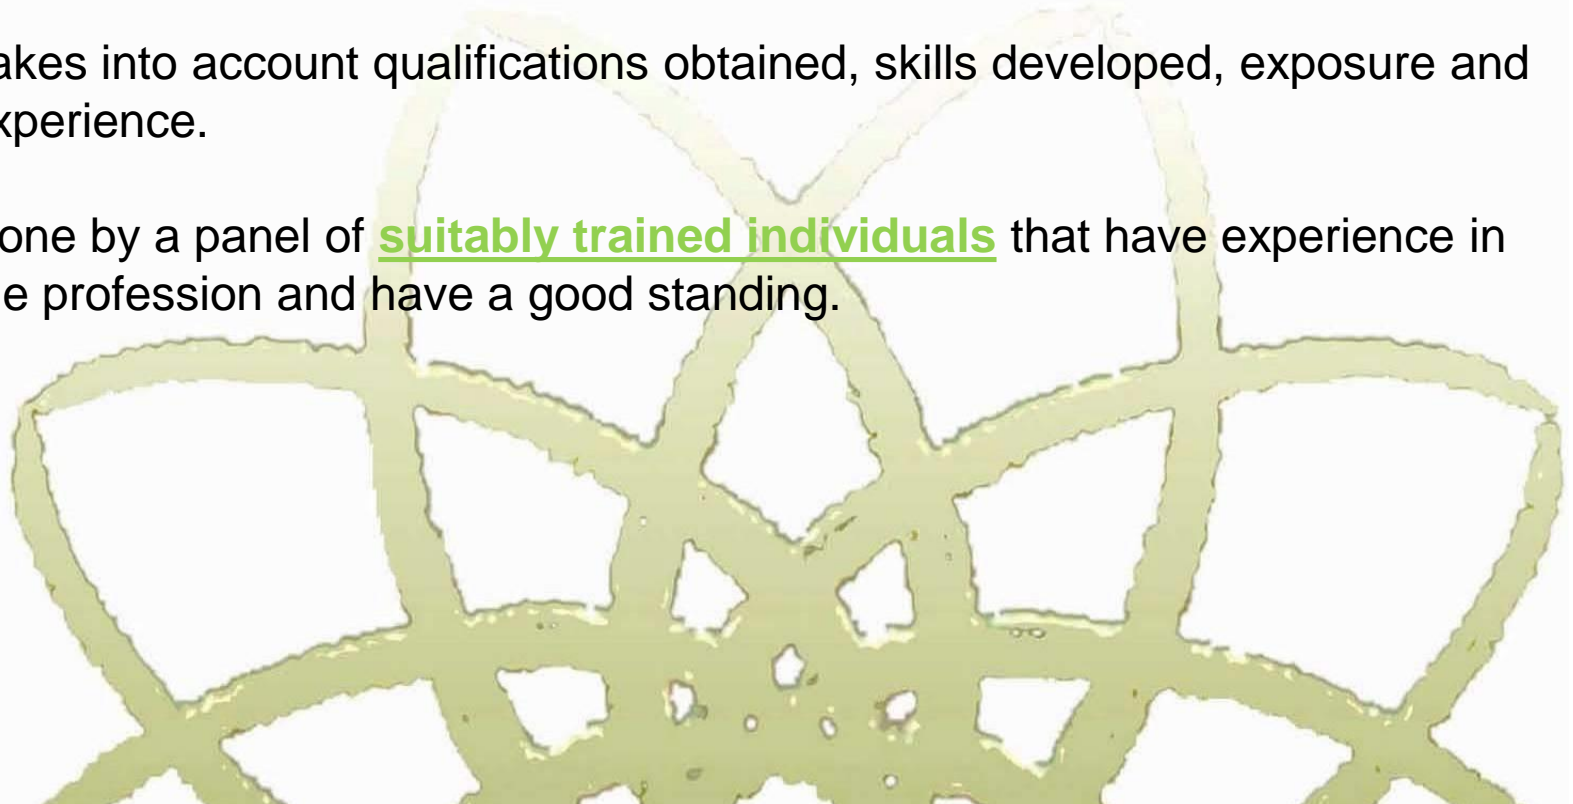 akes into account qualifications obtained, skills developed, exposure and
xperience.
one by a panel of suitably trained individuals that have experience in
e profession and have a good standing.